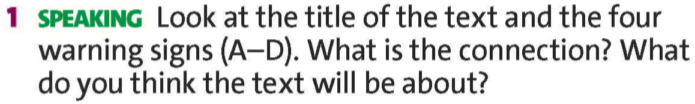 1 SPEAKING Look at the title of the text and the four
warning signs (A–D). What is the connection? What
do you think the text will be about?